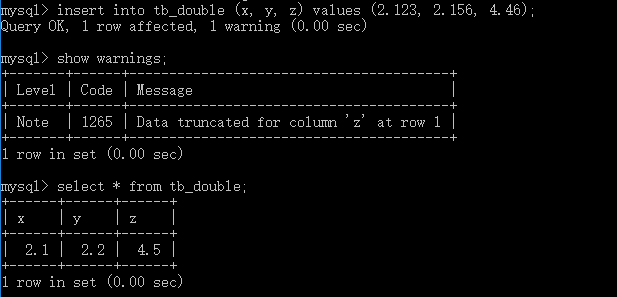 mysql> insert into tb_double (x, y, z) values (2.123, 2.156, 4.46);
Query OK, 1 row affected, 1 warning (0.00 sec)
mysql> show warnings;
+-------+------+----------------------------------------+
| Level | Code | Message                                |
+-------+------+----------------------------------------+
| Note  | 1265 | Data truncated for column 'z' at row 1 |
+-------+------+----------------------------------------+
1 row in set (0.00 sec)
mysql> select * from tb_double;
+------+------+------+
| x    | y    | z    |
+------+------+------+
|  2.1 |  2.2 |  4.5 |
+------+------+------+
1 row in set (0.00 sec)